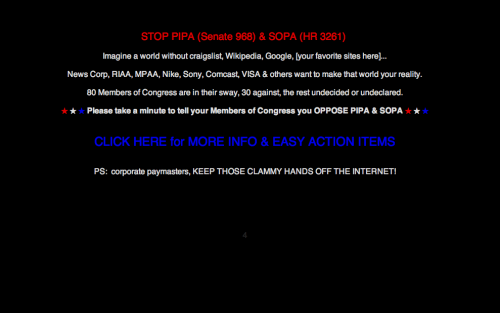 STOP PIPA (Senate 968) & SOPA (HR 3261)
Imagine a world without craigslist, Wikipedia, Google, [your favorite sites here]...
News Corp, RIAA, MPAA, Nike, Sony, Comcast, VISA & others want to make that world your reality.
80 Members of Congress are in their sway, 30 against, the rest undecided or undeclared.
★★★ Please take a minute to tell your Members of Congress you OPPOSE PIPA & SOPA ★★★
CLICK HERE for MORE INFO & EASY ACTION ITEMS
PS: corporate paymasters, KEEP THOSE CLAMMY HANDS OFF THE INTERNET!
4